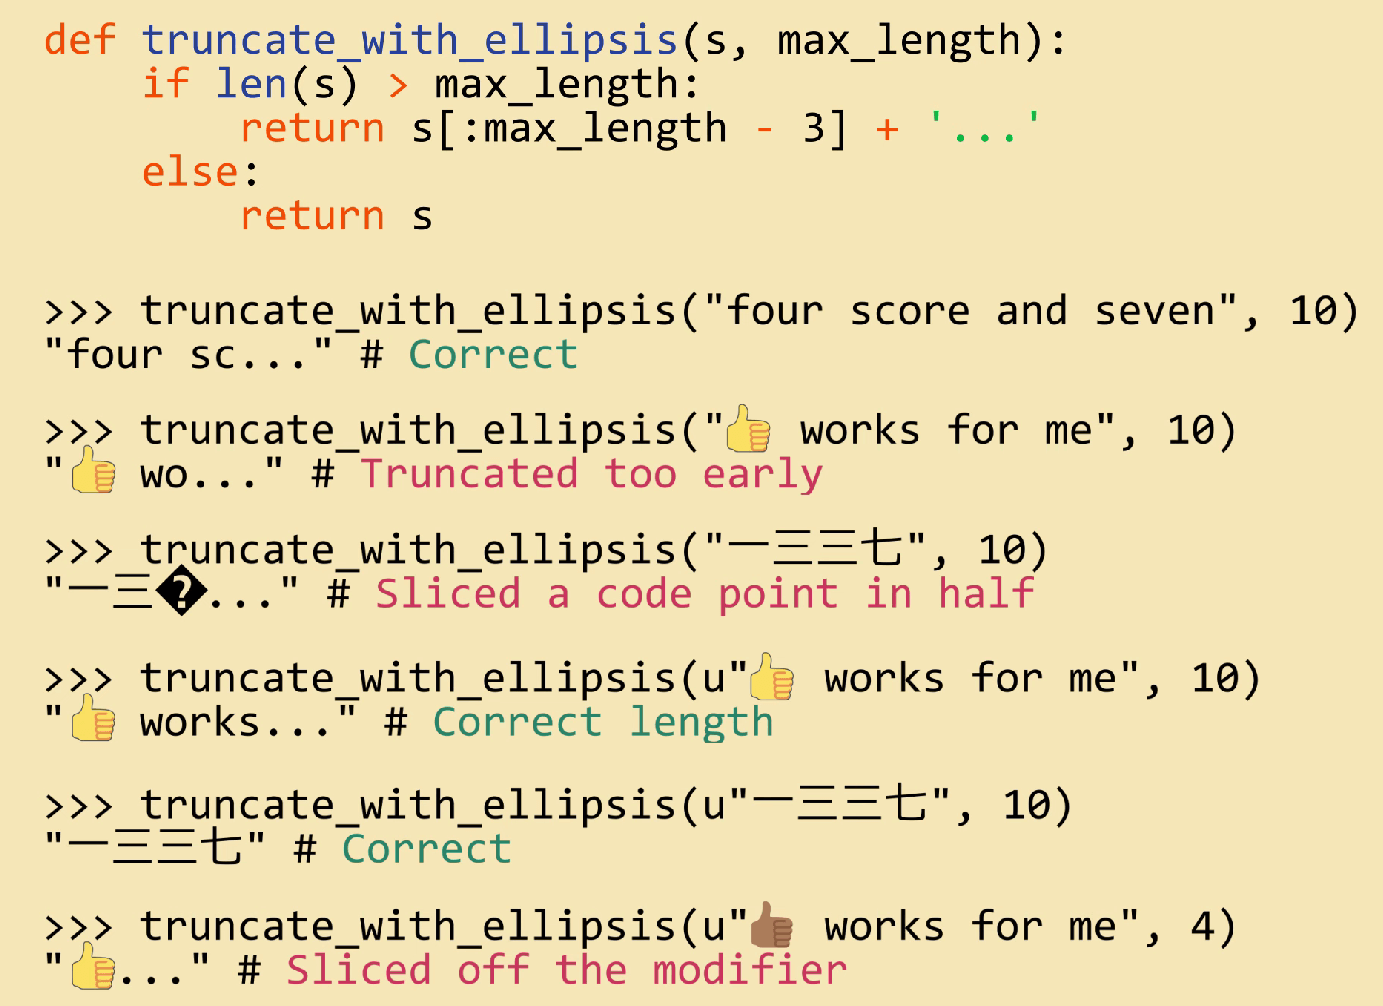 def truncate_with_ellipsis(s, max_length):
    if len(s) > max_length:
        return s[:max_length - 3] + '...'
    else:
        return s
>>> truncate_with_ellipsis("four score and seven", 10)
"four sc..." # Correct
>>> truncate_with_ellipsis("👍 works for me", 10)
"👍 wo..." # Truncated too early
>>> truncate_with_ellipsis("一三三七", 10)
"一三�..." # Sliced a code point in half
>>> truncate_with_ellipsis(u"👍 works for me", 10)
"👍 works..." # Correct length
>>> truncate_with_ellipsis(u"一三三七", 10)
"一三三七" # Correct
>>> truncate_with_ellipsis(u"👍🏾 works for me", 4)
"👍..." # Sliced off the modifier